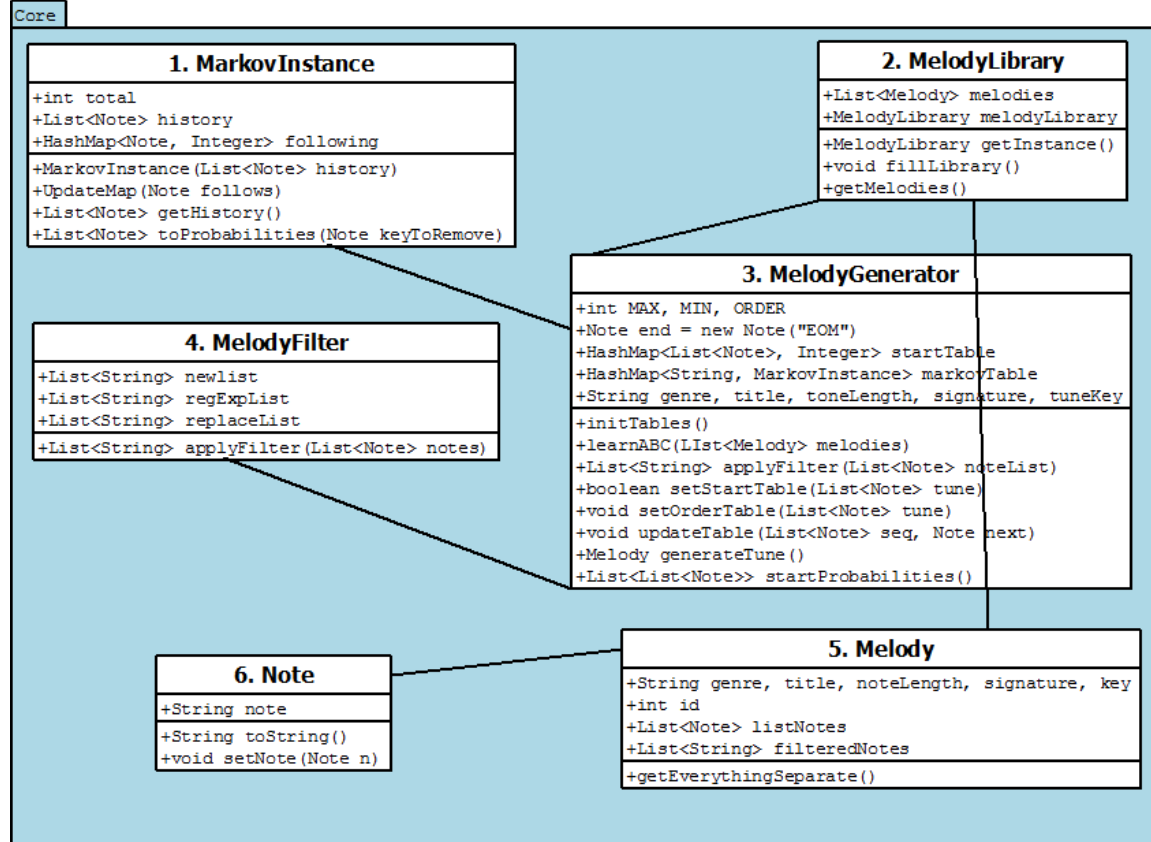 Core
1. MarkovInstance
+int total
+List<Note> history
+HashMap<Note, Integer> following
+MarkovInstance(List<Note> history)
+UpdateMap(Note follows)
+List<Note> getHistory()
+List<Note> toProbabilities(Note keyToRemove)
2. MelodyLibrary
+List<Melody> melodies
+MelodyLibrary melodyLibrary
+MelodyLibrary getInstance()
+void fillLibrary()
+getMelodies()
3. MelodyGenerator
+int MAX, MIN, ORDER
+Note end = new Note("EOM")
+HashMap<List<Note>, Integer> startTable
+HashMap<String, MarkovInstance> markovTable
+String genre, title, toneLength, signature, tuneKey
+initTables()
+learnABC(LIst<Melody> melodies)
+List<String> applyFilter(List<Note> noteList)
+boolean setStartTable(List<Note> tune)
+void setOrderTable(List<Note> tune)
+void updateTable(List<Note> seq, Note next)
+Melody generateTune()
+List<List<Note>> startProbabilities()
4. MelodyFilter
+List<String> newlist
+List<String> regExpList
+List<String> replaceList
+List<String> applyFilter(List<Note> notes)
5. Melody
+String genre, title, noteLength, signature, key
+int id
+List<Note> listNotes
+List<String> filteredNotes
+getEverythingSeparate()
6. Note
+String note
+String toString()
+void setNote(Note n)